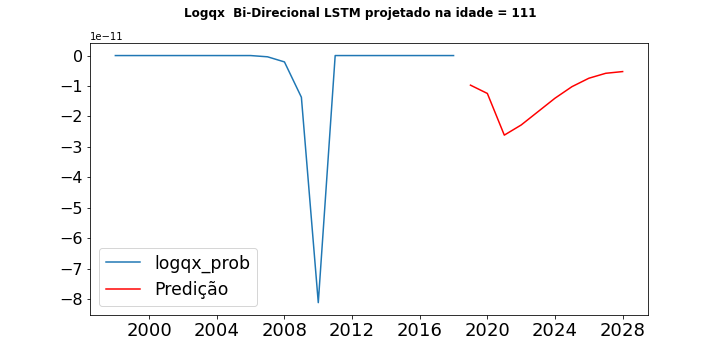 Logqx  Bi-Direcional LSTM projetado na idade = 111
1e−11
0
−1
−2
−3
−4
−5
−6
−7
−8
logqx_prob
Predição
2000 2004 2008 2012 2016 2020 2024 2028